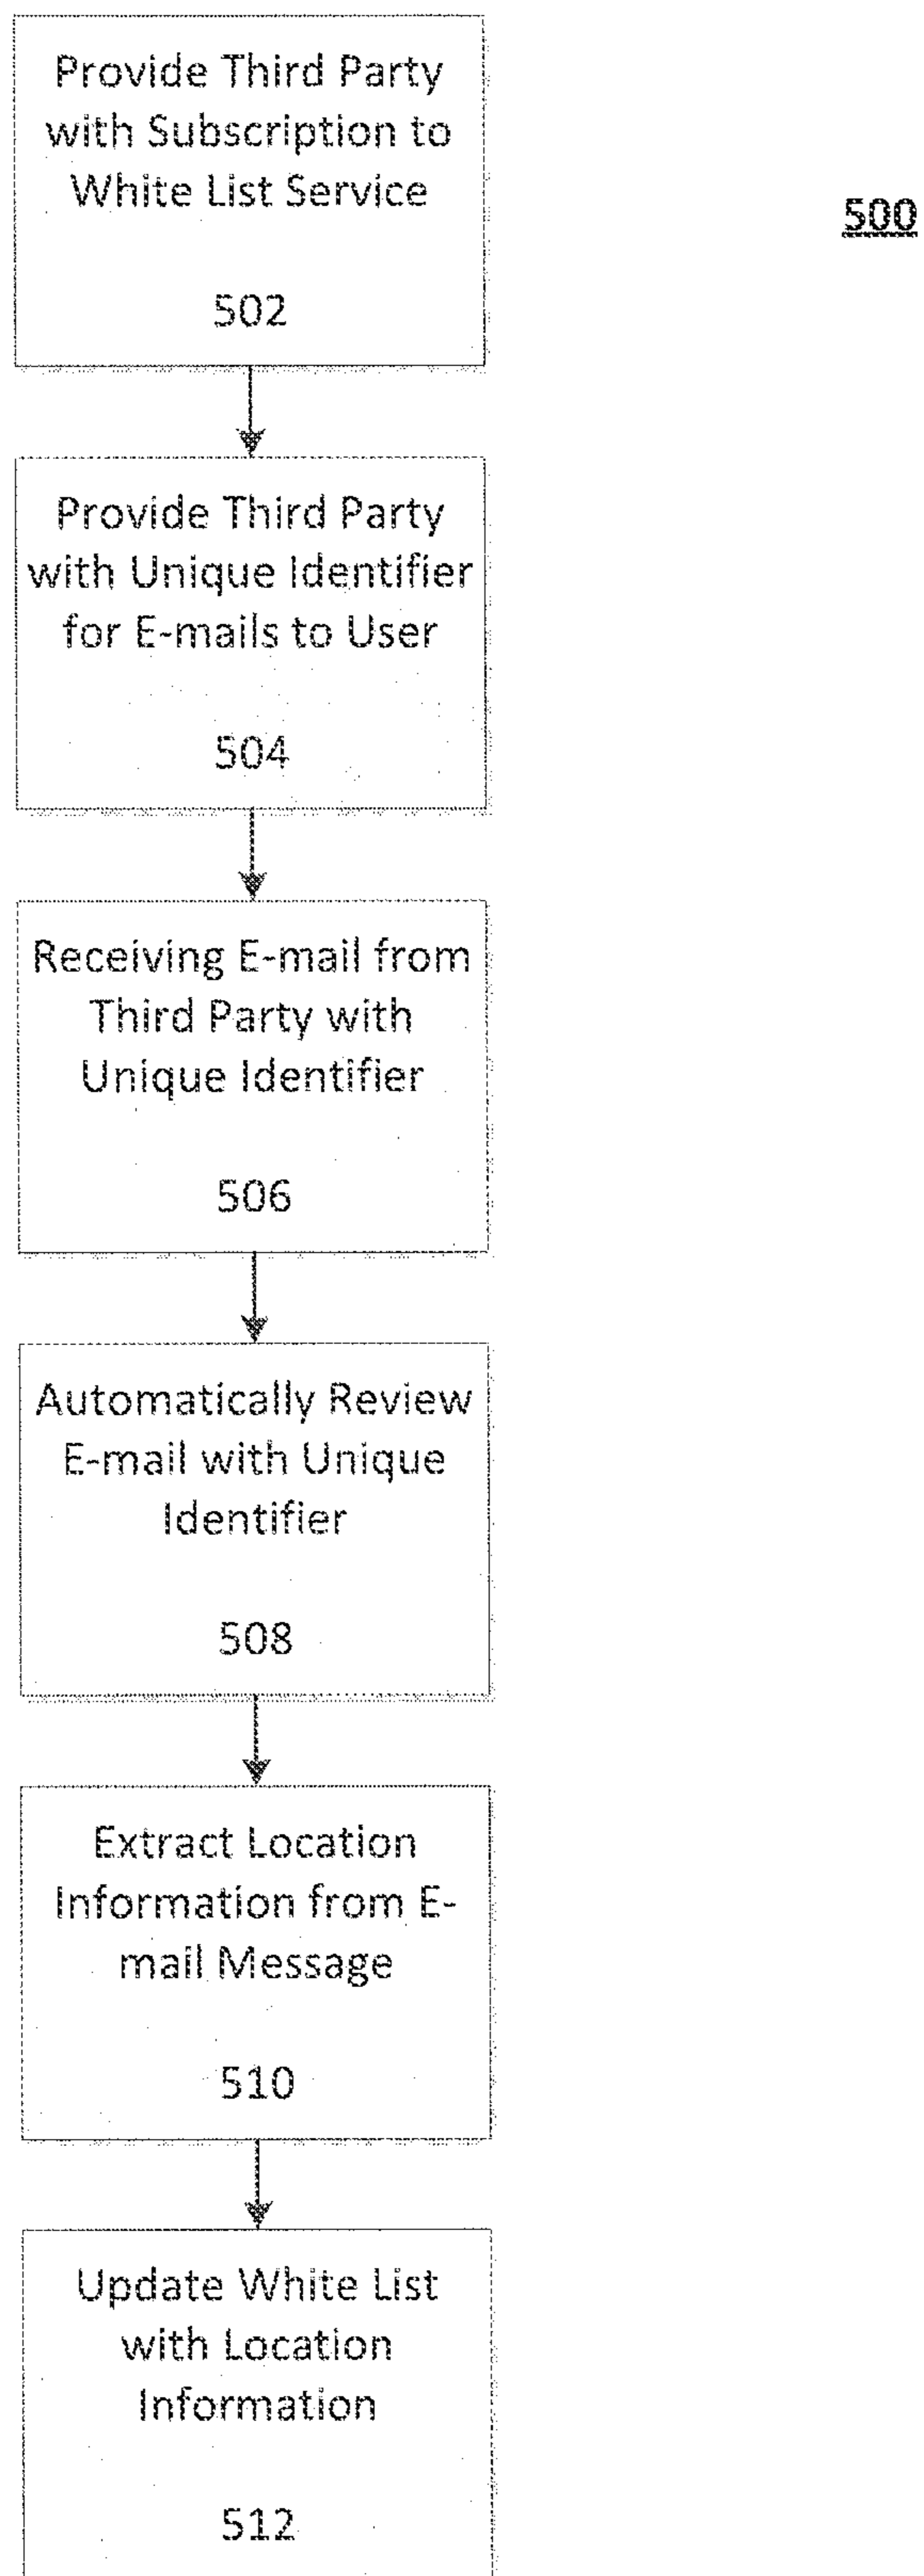 Provide Third Party
with Subscription to
White List Service
500
502
Provide Third Party
with Unique Identifier
for E-mails to User
504
Receiving E-mail from
Third Party with
Unique Identifier
506
Automatically Review
E-mail with Unique
Identifier
508
Extract Location
Information from E-
mail Message
510
Update White List
with Location
Information
512